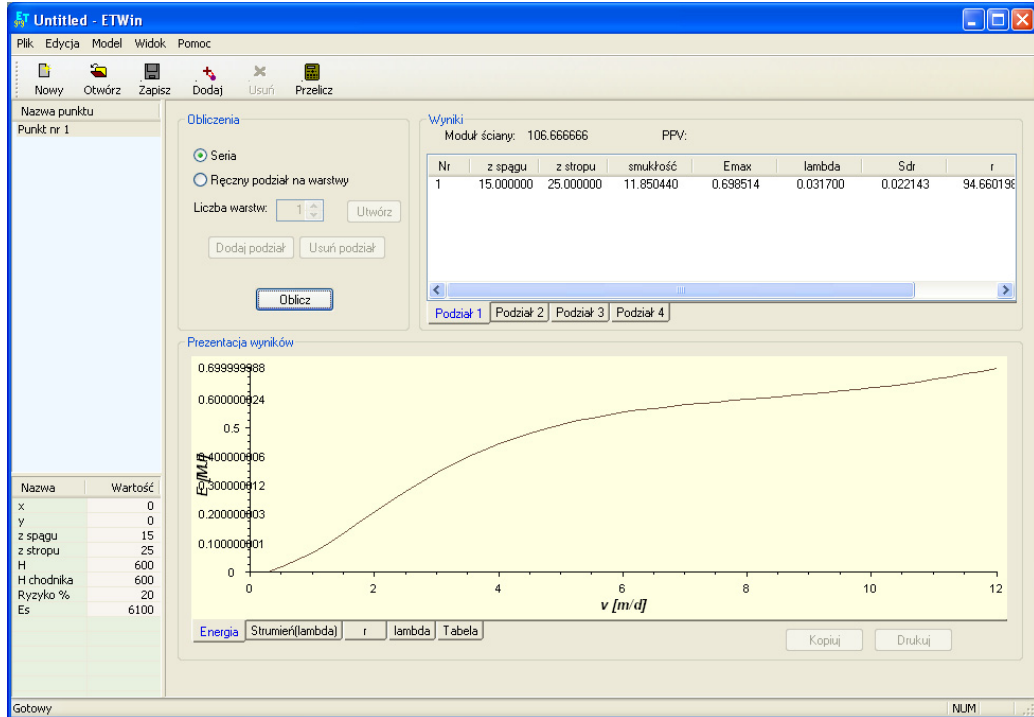 Untitled - ETWin
Plik Edycja Model Widok Pomoc
Nowy Otwórz Zapisz Dodaj Usuń Przelicz
Nazwa punktu
Punkt nr 1
Obliczenia
Seria
Ręczny podział na warstwy
Liczba warstw: 1 Utwórz
Dodaj podział Usuń podział
Oblicz
Wyniki
Moduł ściany: 106.666666 PPV:
Nr z spągu z stropu smukłość Emax lambda Sdr r
1 15.000000 25.000000 11.850440 0.698514 0.031700 0.022143 94.660198
Podział 1 Podział 2 Podział 3 Podział 4
Prezentacja wyników
0.699999988
0.600000024
0.5
0.400000006
0.300000012
0.200000003
0.100000001
0
E [MJ]
0 2 4 6 8 10 12
v [m/d]
Energia Strumień(lambda) r lambda Tabela
Kopiuj Drukuj
Nazwa Wartość
x 0
y 0
z spągu 15
z stropu 25
H 600
H chodnika 600
Ryzyko % 20
Es 6100
Gotowy NUM